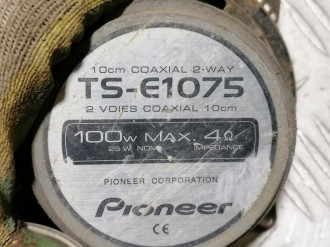 10cm COAXIAL 2-WAY
TS-E1075
2 VOIES COAXIAL 10cm
100W MAX. 4Ω
25 W NOM. IMPEDANCE
PIONEER CORPORATION
Pioneer
CE